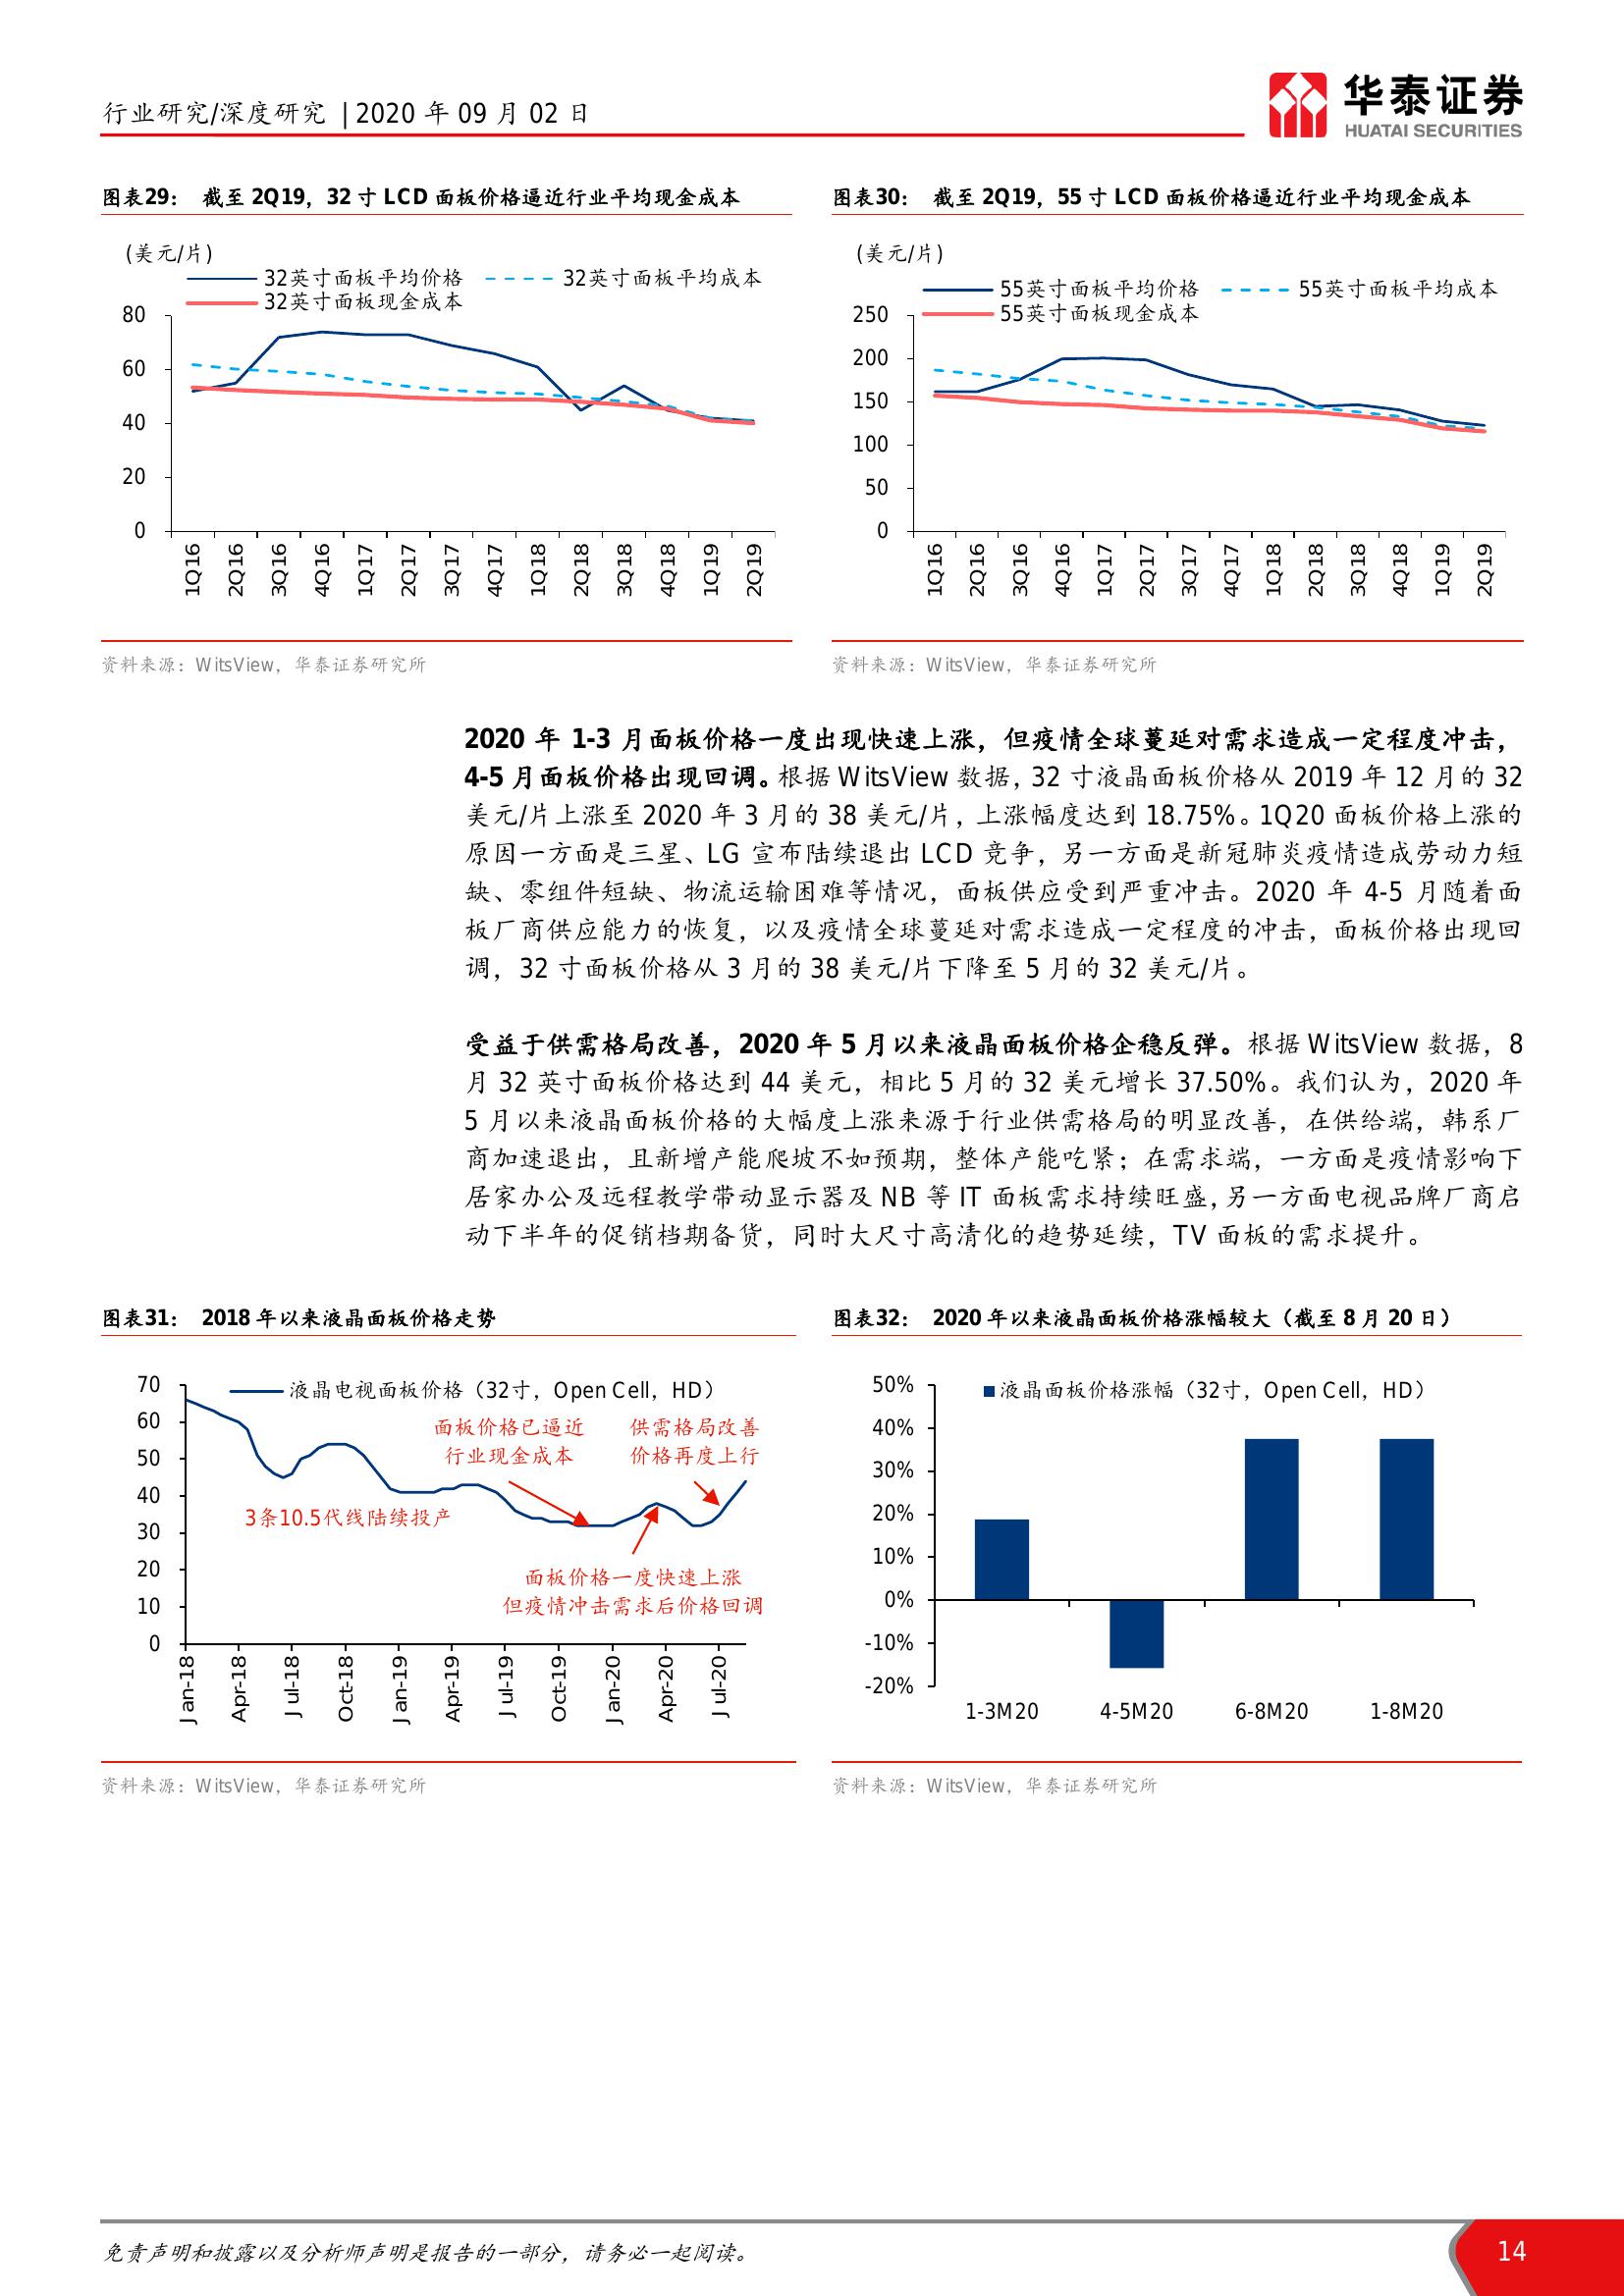 行业研究/深度研究 | 2020 年 09 月 02 日
华泰证券
HUATAI SECURITIES
图表29： 截至 2Q19，32 寸 LCD 面板价格逼近行业平均现金成本
(美元/片)
32英寸面板平均价格 32英寸面板平均成本
32英寸面板现金成本
80
60
40
20
0
1Q16 2Q16 3Q16 4Q16 1Q17 2Q17 3Q17 4Q17 1Q18 2Q18 3Q18 4Q18 1Q19 2Q19
资料来源：WitsView，华泰证券研究所
图表30： 截至 2Q19，55 寸 LCD 面板价格逼近行业平均现金成本
(美元/片)
55英寸面板平均价格 55英寸面板平均成本
55英寸面板现金成本
250
200
150
100
50
0
1Q16 2Q16 3Q16 4Q16 1Q17 2Q17 3Q17 4Q17 1Q18 2Q18 3Q18 4Q18 1Q19 2Q19
资料来源：WitsView，华泰证券研究所
2020 年 1-3 月面板价格一度出现快速上涨，但疫情全球蔓延对需求造成一定程度冲击，
4-5 月面板价格出现回调。根据 WitsView 数据，32 寸液晶面板价格从 2019 年 12 月的 32
美元/片上涨至 2020 年 3 月的 38 美元/片，上涨幅度达到 18.75%。1Q20 面板价格上涨的
原因一方面是三星、LG 宣布陆续退出 LCD 竞争，另一方面是新冠肺炎疫情造成劳动力短
缺、零组件短缺、物流运输困难等情况，面板供应受到严重冲击。2020 年 4-5 月随着面
板厂商供应能力的恢复，以及疫情全球蔓延对需求造成一定程度的冲击，面板价格出现回
调，32 寸面板价格从 3 月的 38 美元/片下降至 5 月的 32 美元/片。
受益于供需格局改善，2020 年 5 月以来液晶面板价格企稳反弹。根据 WitsView 数据，8
月 32 英寸面板价格达到 44 美元，相比 5 月的 32 美元增长 37.50%。我们认为，2020 年
5 月以来液晶面板价格的大幅度上涨来源于行业供需格局的明显改善，在供给端，韩系厂
商加速退出，且新增产能爬坡不如预期，整体产能吃紧；在需求端，一方面是疫情影响下
居家办公及远程教学带动显示器及 NB 等 IT 面板需求持续旺盛，另一方面电视品牌厂商启
动下半年的促销档期备货，同时大尺寸高清化的趋势延续，TV 面板的需求提升。
图表31： 2018 年以来液晶面板价格走势
液晶电视面板价格（32寸，Open Cell，HD）
70
60
50
40
30
20
10
0
面板价格已逼近
行业现金成本
供需格局改善
价格再度上行
3条10.5代线陆续投产
面板价格一度快速上涨
但疫情冲击需求后价格回调
Jan-18 Apr-18 Jul-18 Oct-18 Jan-19 Apr-19 Jul-19 Oct-19 Jan-20 Apr-20 Jul-20
资料来源：WitsView，华泰证券研究所
图表32： 2020 年以来液晶面板价格涨幅较大（截至 8 月 20 日）
液晶面板价格涨幅（32寸，Open Cell，HD）
50%
40%
30%
20%
10%
0%
-10%
-20%
1-3M20 4-5M20 6-8M20 1-8M20
资料来源：WitsView，华泰证券研究所
免责声明和披露以及分析师声明是报告的一部分，请务必一起阅读。
14